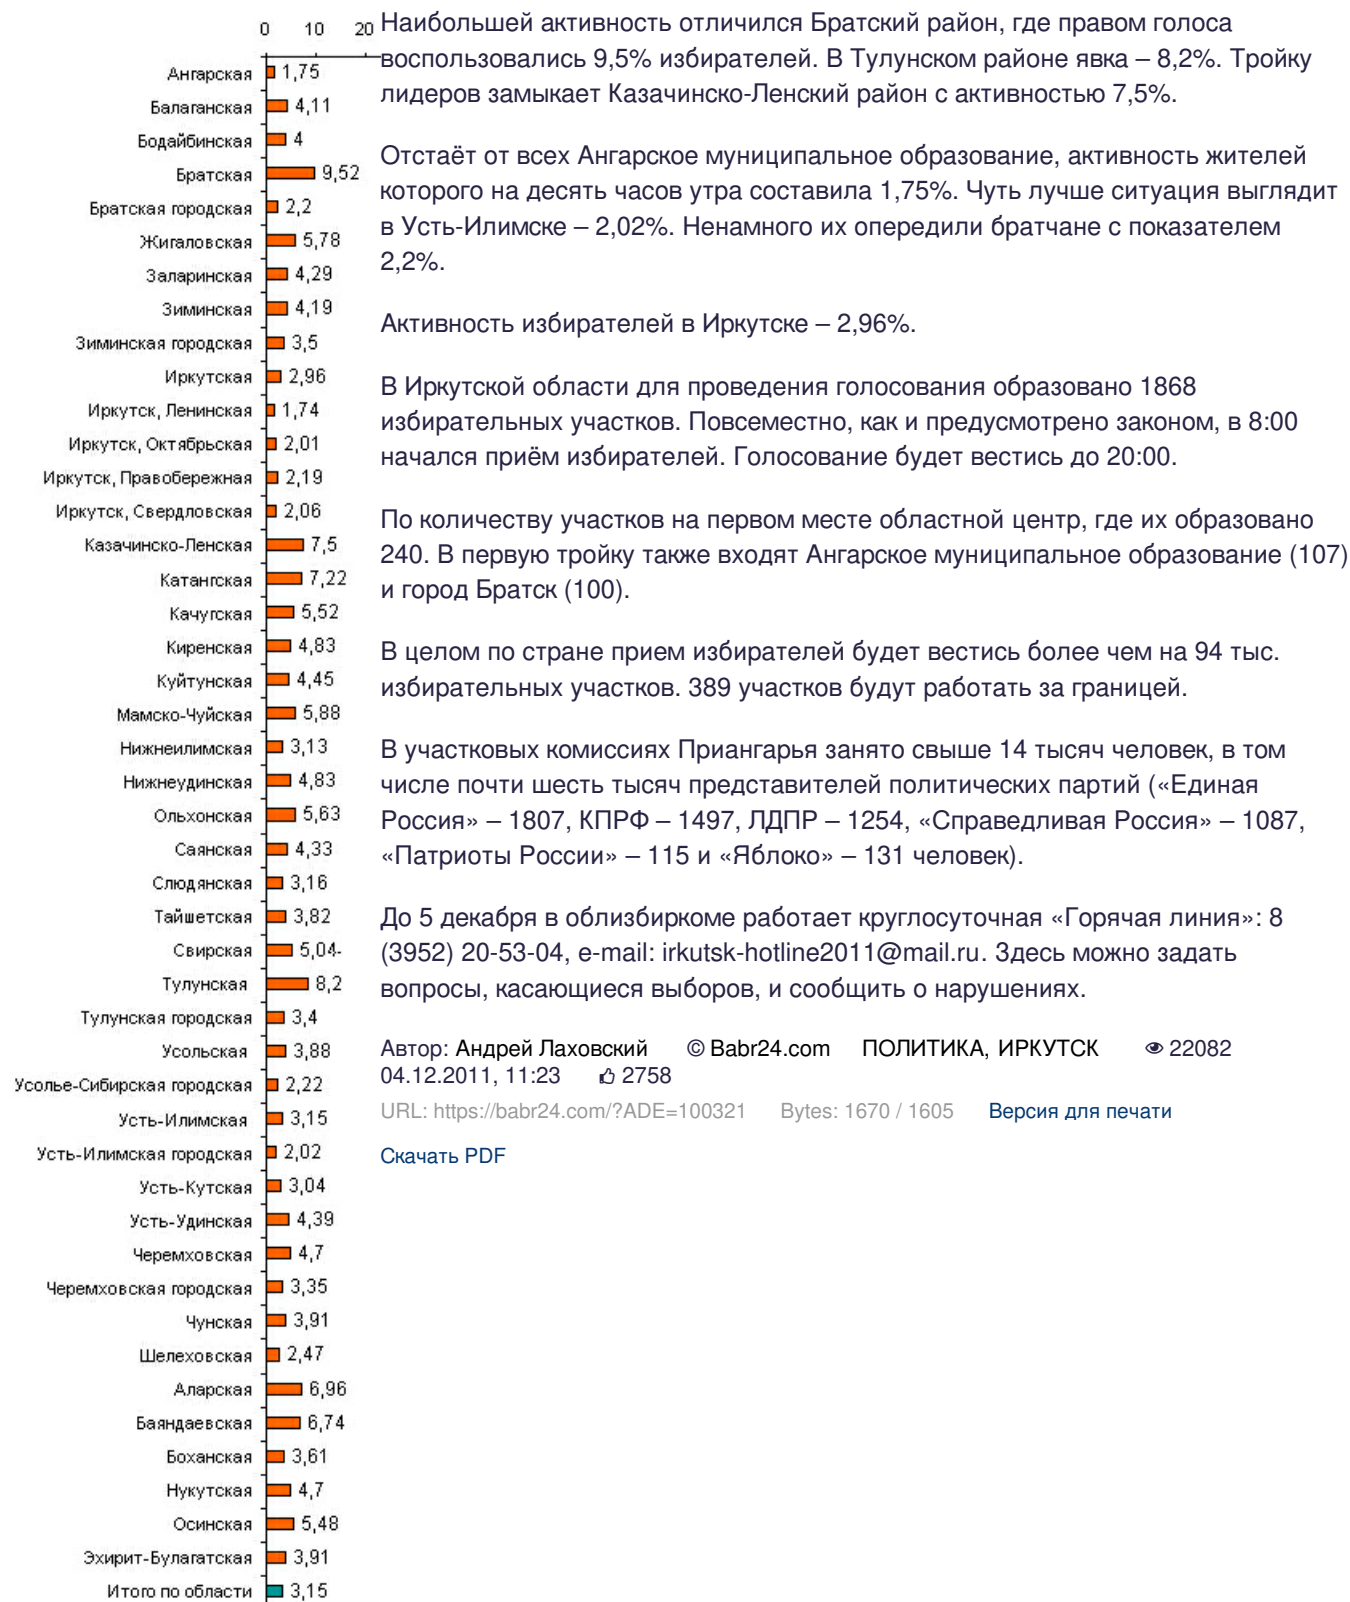 0 10 20
Ангарская 1,75
Балаганская 4,11
Бодайбинская 4
Братская 9,52
Братская городская 2,2
Жигаловская 5,78
Заларинская 4,29
Зиминская 4,19
Зиминская городская 3,5
Иркутская 2,96
Иркутск, Ленинская 1,74
Иркутск, Октябрьская 2,01
Иркутск, Правобережная 2,19
Иркутск, Свердловская 2,06
Казачинско-Ленская 7,5
Катангская 7,22
Качугская 5,52
Киренская 4,83
Куйтунская 4,45
Мамско-Чуйская 5,88
Нижнеилимская 3,13
Нижнеудинская 4,83
Ольхонская 5,63
Саянская 4,33
Слюдянская 3,16
Тайшетская 3,82
Свирская 5,04-
Тулунская 8,2
Тулунская городская 3,4
Усольская 3,88
Усолье-Сибирская городская 2,22
Усть-Илимская 3,15
Усть-Илимская городская 2,02
Усть-Кутская 3,04
Усть-Удинская 4,39
Черемховская 4,7
Черемховская городская 3,35
Чунская 3,91
Шелеховская 2,47
Аларская 6,96
Баяндаевская 6,74
Боханская 3,61
Нукутская 4,7
Осинская 5,48
Эхирит-Булагатская 3,91
Итого по области 3,15
Наибольшей активность отличился Братский район, где правом голоса
воспользовались 9,5% избирателей. В Тулунском районе явка – 8,2%. Тройку
лидеров замыкает Казачинско-Ленский район с активностью 7,5%.
Отстаёт от всех Ангарское муниципальное образование, активность жителей
которого на десять часов утра составила 1,75%. Чуть лучше ситуация выглядит
в Усть-Илимске – 2,02%. Ненамного их опередили братчане с показателем
2,2%.
Активность избирателей в Иркутске – 2,96%.
В Иркутской области для проведения голосования образовано 1868
избирательных участков. Повсеместно, как и предусмотрено законом, в 8:00
начался приём избирателей. Голосование будет вестись до 20:00.
По количеству участков на первом месте областной центр, где их образовано
240. В первую тройку также входят Ангарское муниципальное образование (107)
и город Братск (100).
В целом по стране прием избирателей будет вестись более чем на 94 тыс.
избирательных участков. 389 участков будут работать за границей.
В участковых комиссиях Приангарья занято свыше 14 тысяч человек, в том
числе почти шесть тысяч представителей политических партий («Единая
Россия» – 1807, КПРФ – 1497, ЛДПР – 1254, «Справедливая Россия» – 1087,
«Патриоты России» – 115 и «Яблоко» – 131 человек).
До 5 декабря в облизбиркоме работает круглосуточная «Горячая линия»: 8
(3952) 20-53-04, e-mail: irkutsk-hotline2011@mail.ru. Здесь можно задать
вопросы, касающиеся выборов, и сообщить о нарушениях.
Автор: Андрей Лаховский © Babr24.com ПОЛИТИКА, ИРКУТСК 22082
04.12.2011, 11:23 2758
URL: https://babr24.com/?ADE=100321 Bytes: 1670 / 1605 Версия для печати
Скачать PDF